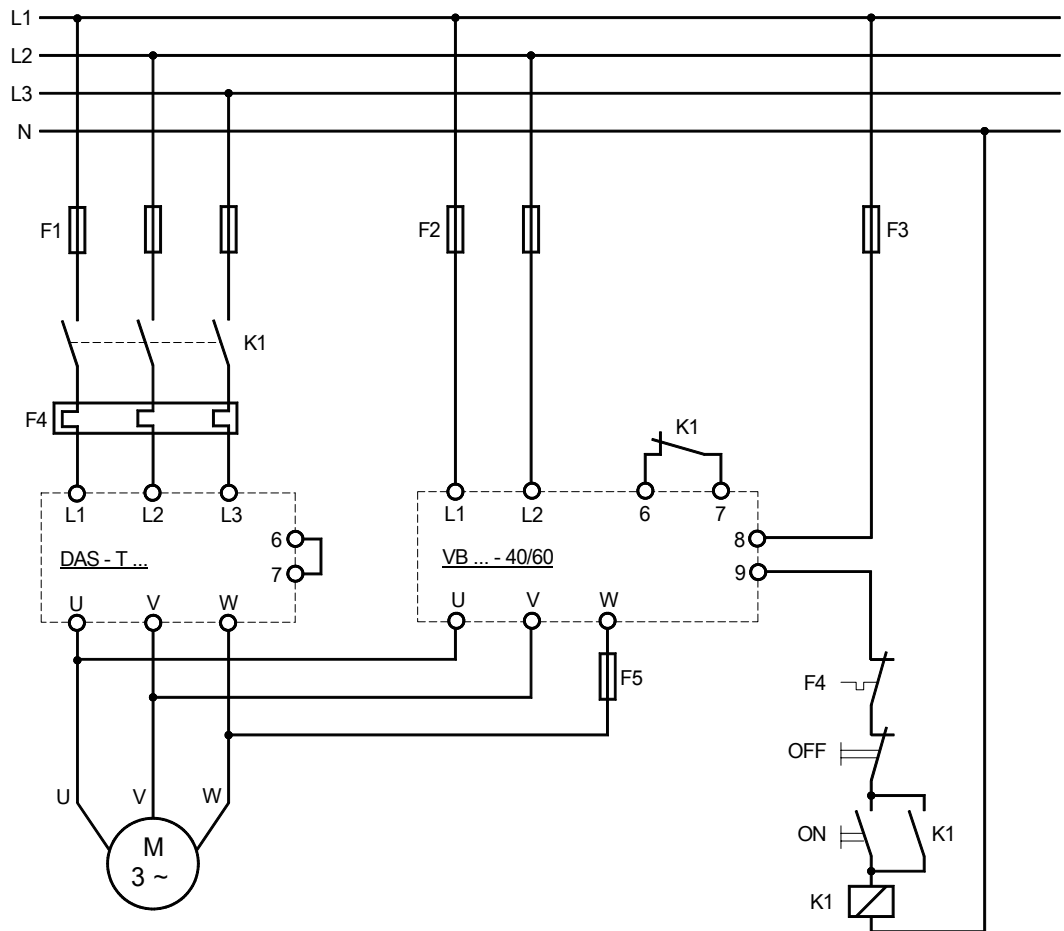 L1
L2
L3
N
F1
F2
F3
K1
F4
K1
L1 L2 L3
L1 L2 6 7
6
8
DAS - T ...
VB ... - 40/60
7
9
U V W
U V W
F5
F4
OFF
U V W
M
3 ~
ON
K1
K1